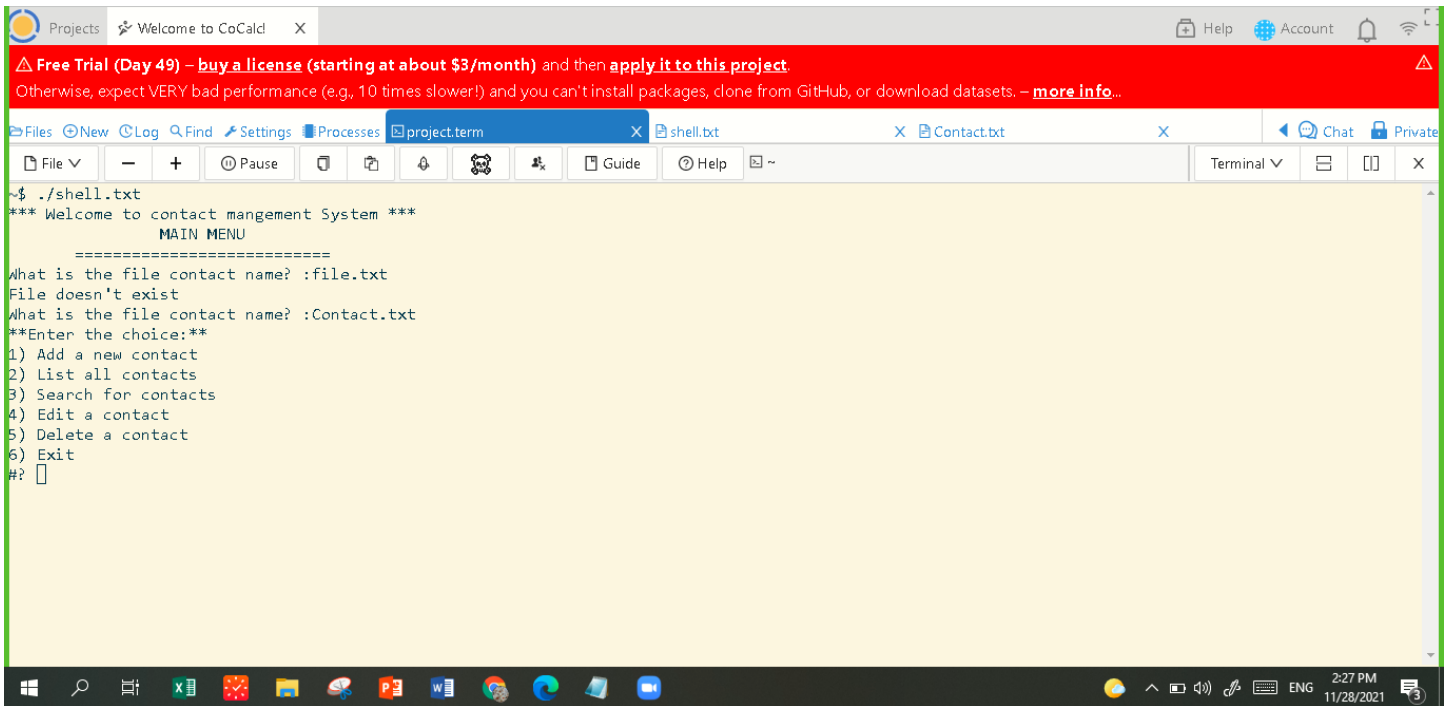 Projects Welcome to CoCalc! X Help Account
Free Trial (Day 49) – buy a license (starting at about $3/month) and then apply it to this project.
Otherwise, expect VERY bad performance (e.g., 10 times slower!) and you can't install packages, clone from GitHub, or download datasets. – more info...
Files New Log Find Settings Processes project.term X shell.txt X Contact.txt X Chat Private
File Pause Guide Help ~ Terminal X
~$ ./shell.txt
*** Welcome to contact mangement System ***
MAIN MENU
===========================
What is the file contact name? :file.txt
File doesn't exist
What is the file contact name? :Contact.txt
**Enter the choice:**
1) Add a new contact
2) List all contacts
3) Search for contacts
4) Edit a contact
5) Delete a contact
6) Exit
#?
ENG 2:27 PM
11/28/2021 3